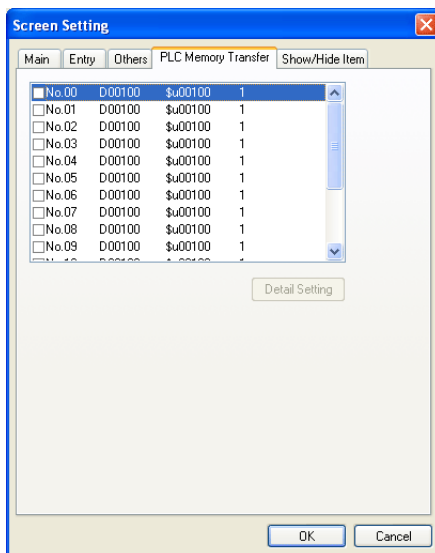 Screen Setting
Main Entry Others PLC Memory Transfer Show/Hide Item
No.00 D00100 $u00100 1
No.01 D00100 $u00100 1
No.02 D00100 $u00100 1
No.03 D00100 $u00100 1
No.04 D00100 $u00100 1
No.05 D00100 $u00100 1
No.06 D00100 $u00100 1
No.07 D00100 $u00100 1
No.08 D00100 $u00100 1
No.09 D00100 $u00100 1
Detail Setting
OK Cancel